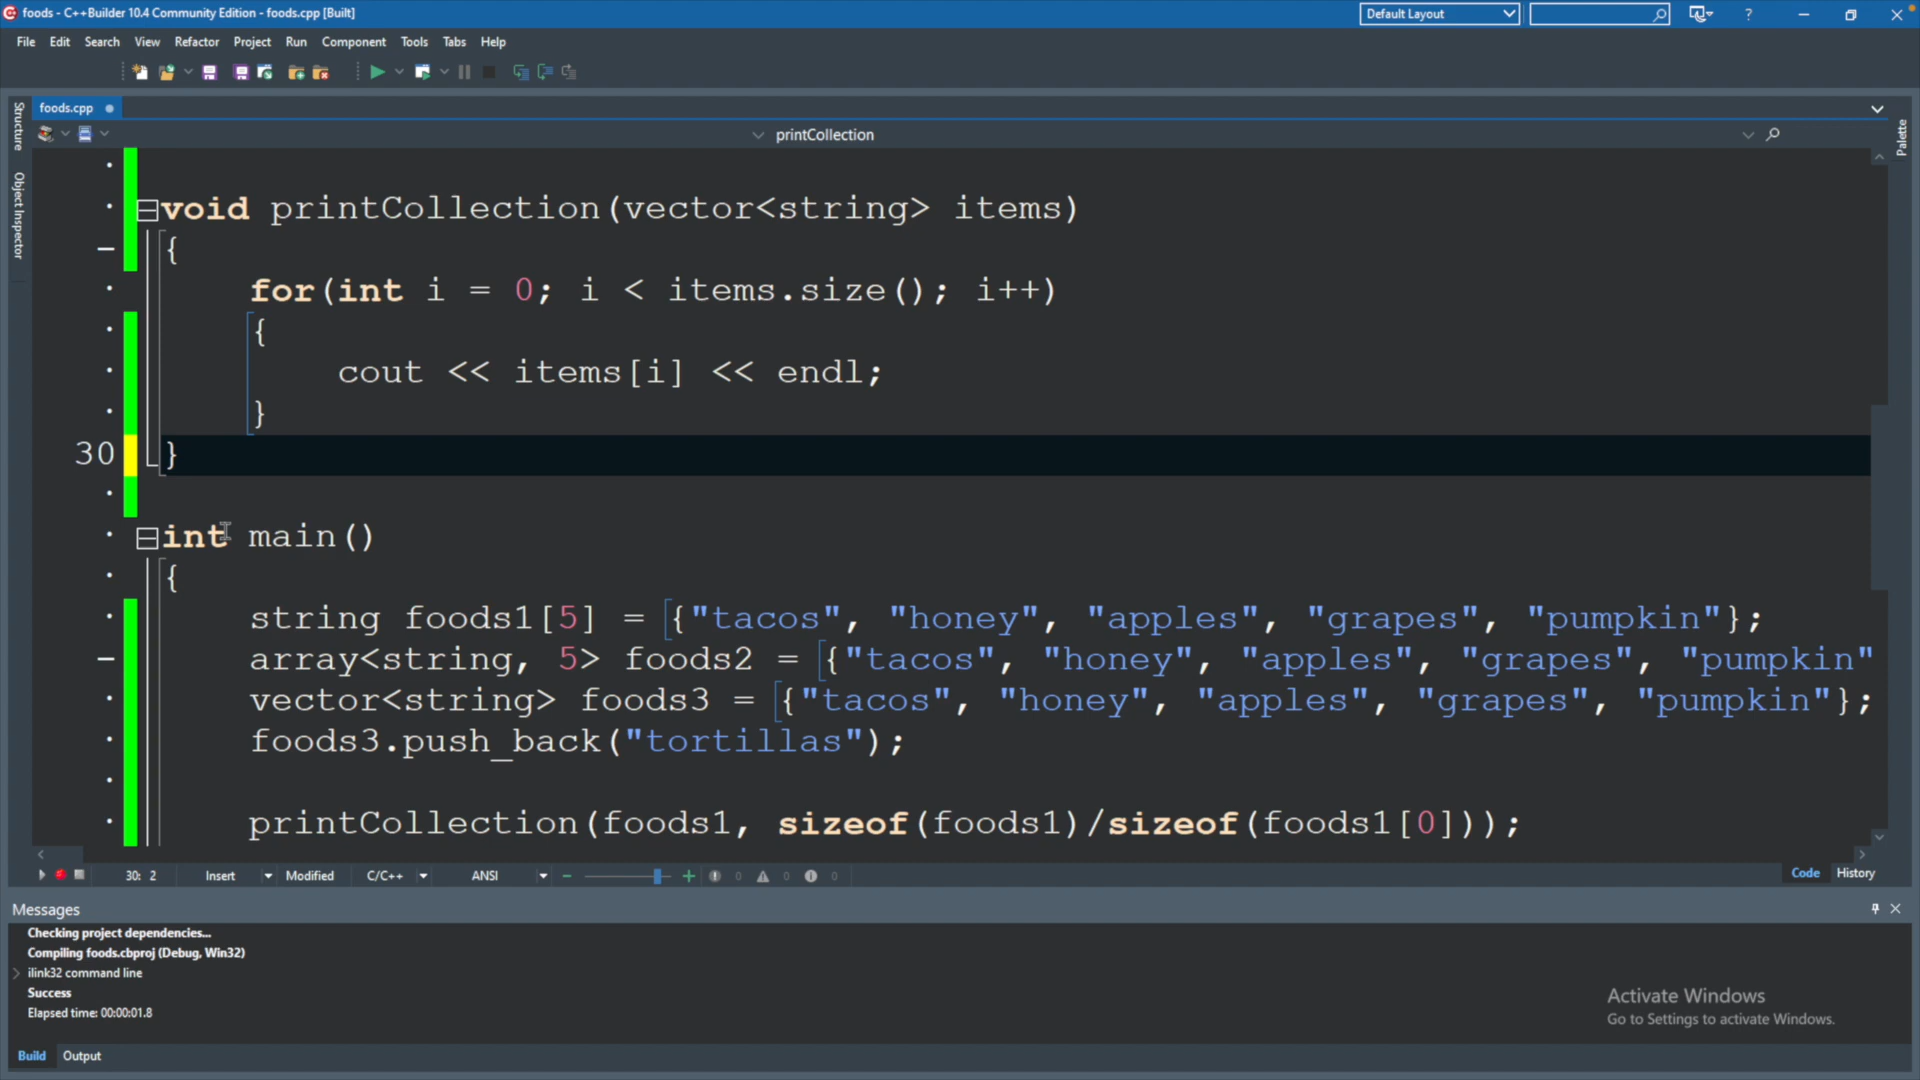 foods - C++Builder 10.4 Community Edition - foods.cpp [Built]
Default Layout
?
File Edit Search View Refactor Project Run Component Tools Tabs Help
foods.cpp
printCollection
Structure
Object Inspector
Palette
void printCollection(vector<string> items)
{
for(int i = 0; i < items.size(); i++)
{
cout << items[i] << endl;
}
30 }
int main()
{
string foods1[5] = {"tacos", "honey", "apples", "grapes", "pumpkin"};
array<string, 5> foods2 = {"tacos", "honey", "apples", "grapes", "pumpkin"
vector<string> foods3 = {"tacos", "honey", "apples", "grapes", "pumpkin"};
foods3.push_back("tortillas");
printCollection(foods1, sizeof(foods1)/sizeof(foods1[0]));
30: 2 Insert Modified C/C++ ANSI 0 0 0 Code History
Messages
Checking project dependencies...
Compiling foods.cbproj (Debug, Win32)
ilink32 command line
Success
Elapsed time: 00:00:01.8
Activate Windows
Go to Settings to activate Windows.
Build Output